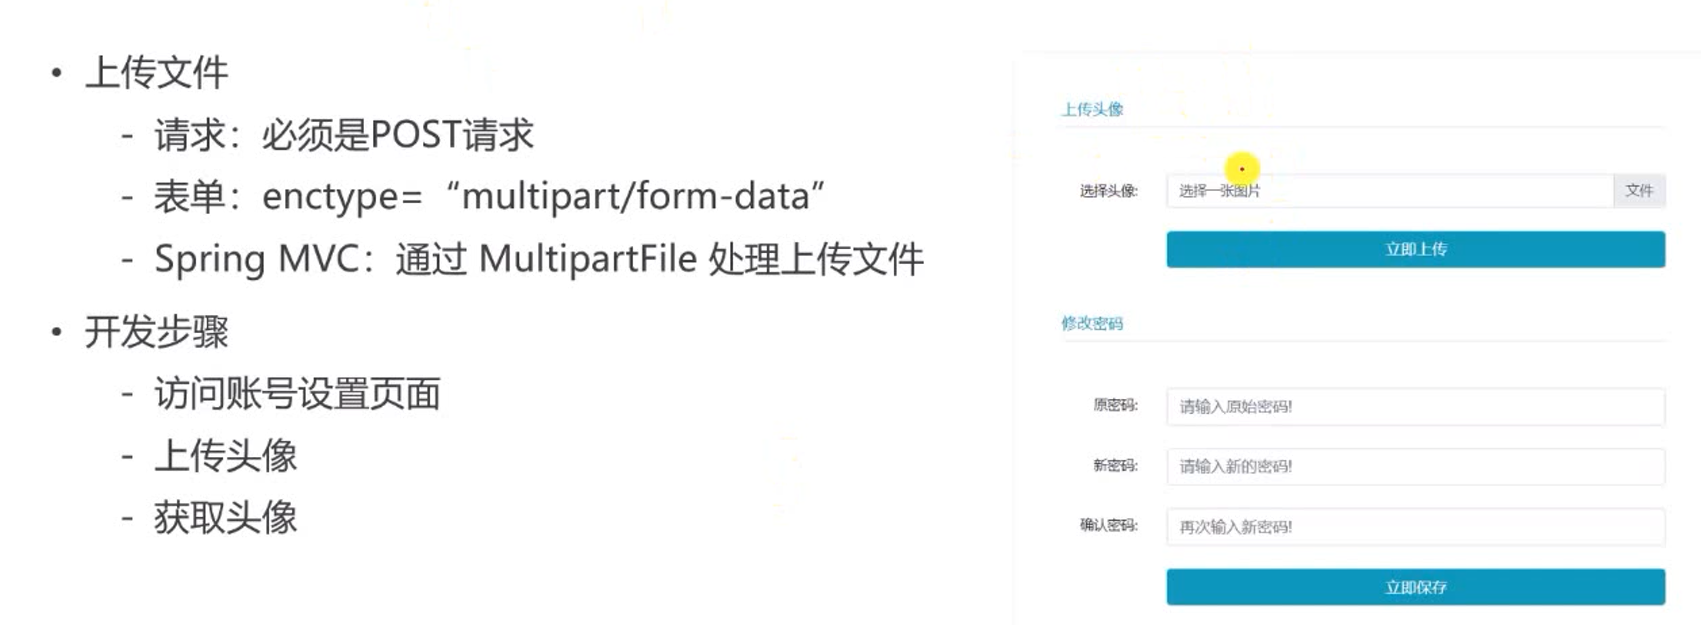 • 上传文件
- 请求：必须是POST请求
- 表单：enctype=“multipart/form-data”
- Spring MVC：通过 MultipartFile 处理上传文件
• 开发步骤
- 访问账号设置页面
- 上传头像
- 获取头像
上传头像
选择头像: 选择一张图片 文件
立即上传
修改密码
原密码: 请输入原始密码!
新密码: 请输入新的密码!
确认密码: 再次输入新密码!
立即保存